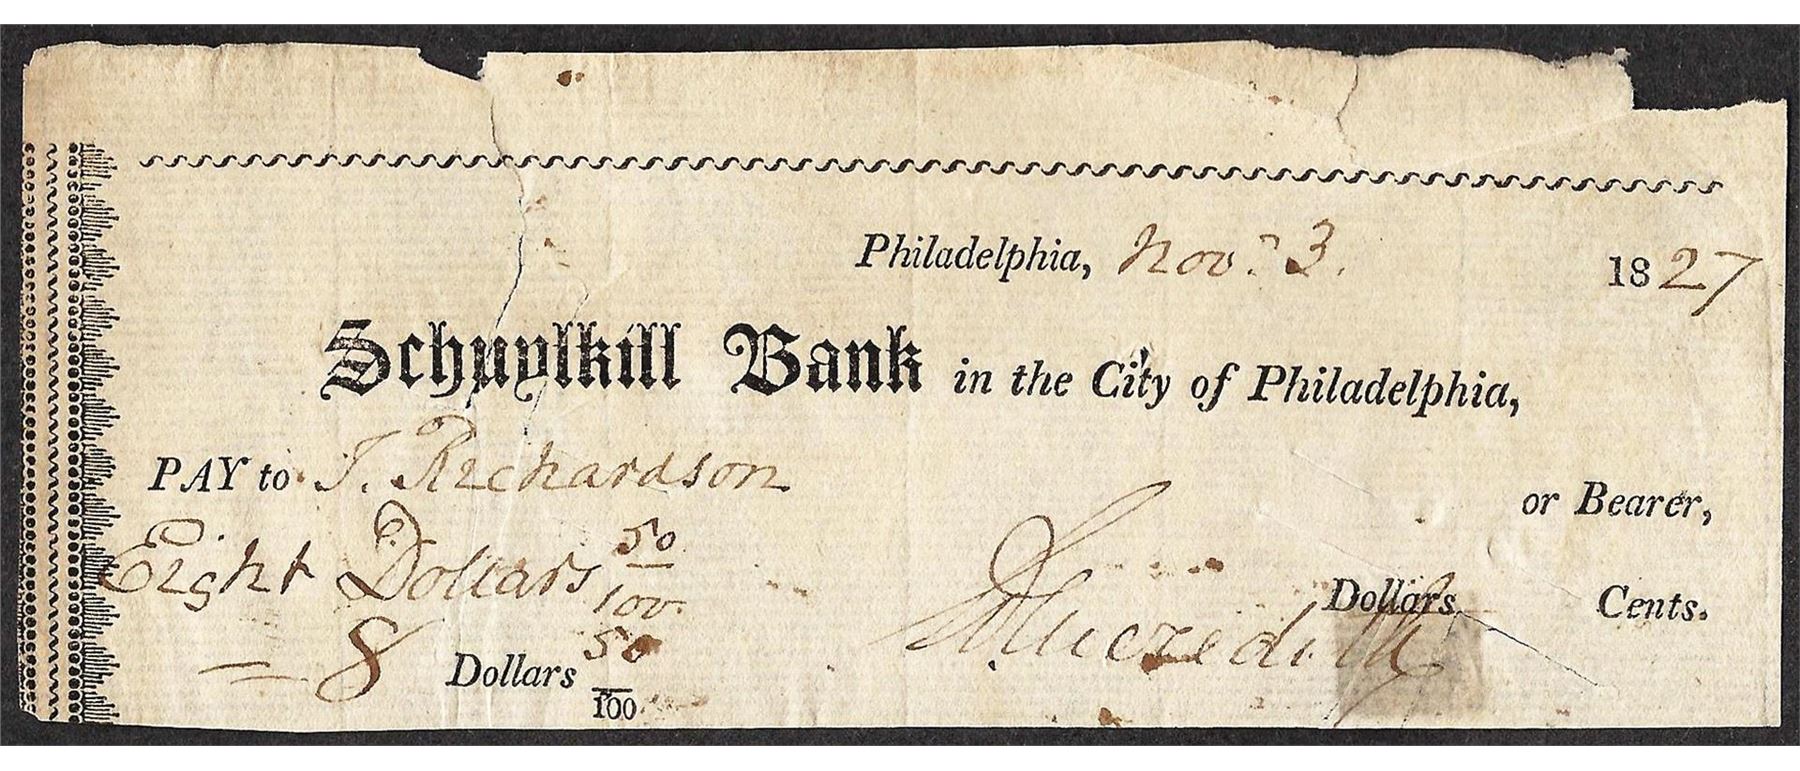 Philadelphia, Nov. 3. 1827
Schuylkill Bank in the City of Philadelphia,
PAY to J. Richardson or Bearer,
Eight Dollars 50/100 Dollars Cents.
= 8 Dollars 50/100
Meredith